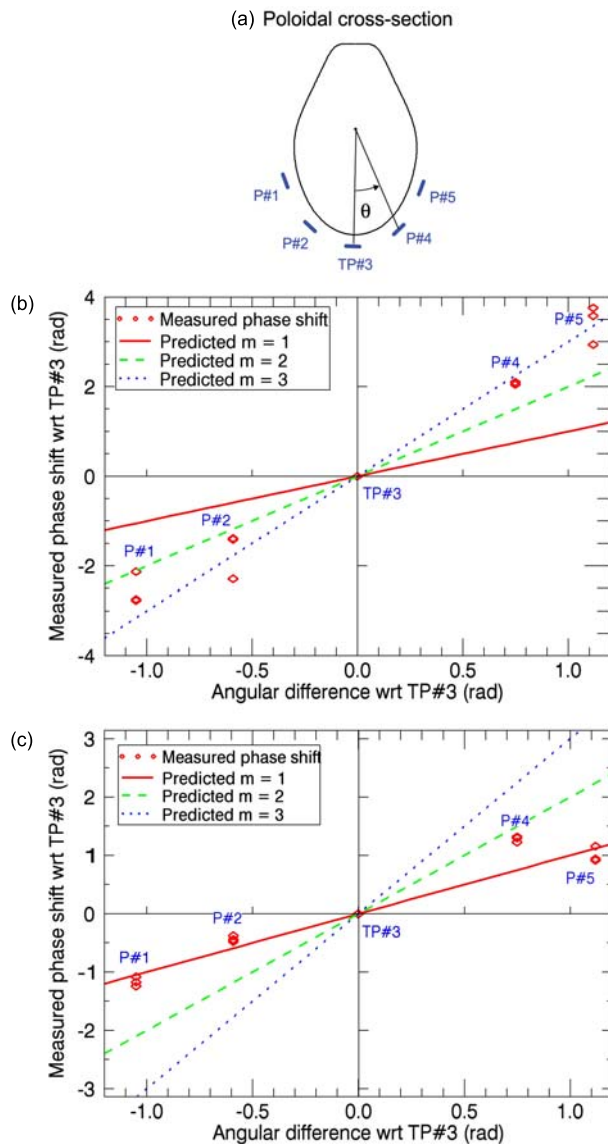 (a) Poloidal cross-section
P#1
P#5
θ
P#2
P#4
TP#3
(b)
Measured phase shift wrt TP#3 (rad)
4
2
0
-2
-4
Measured phase shift
Predicted m = 1
Predicted m = 2
Predicted m = 3
P#5
P#4
TP#3
P#2
P#1
-1.0 -0.5 0.0 0.5 1.0
Angular difference wrt TP#3 (rad)
(c)
Measured phase shift wrt TP#3 (rad)
3
2
1
0
-1
-2
-3
Measured phase shift
Predicted m = 1
Predicted m = 2
Predicted m = 3
P#4
P#5
P#2
TP#3
P#1
-1.0 -0.5 0.0 0.5 1.0
Angular difference wrt TP#3 (rad)